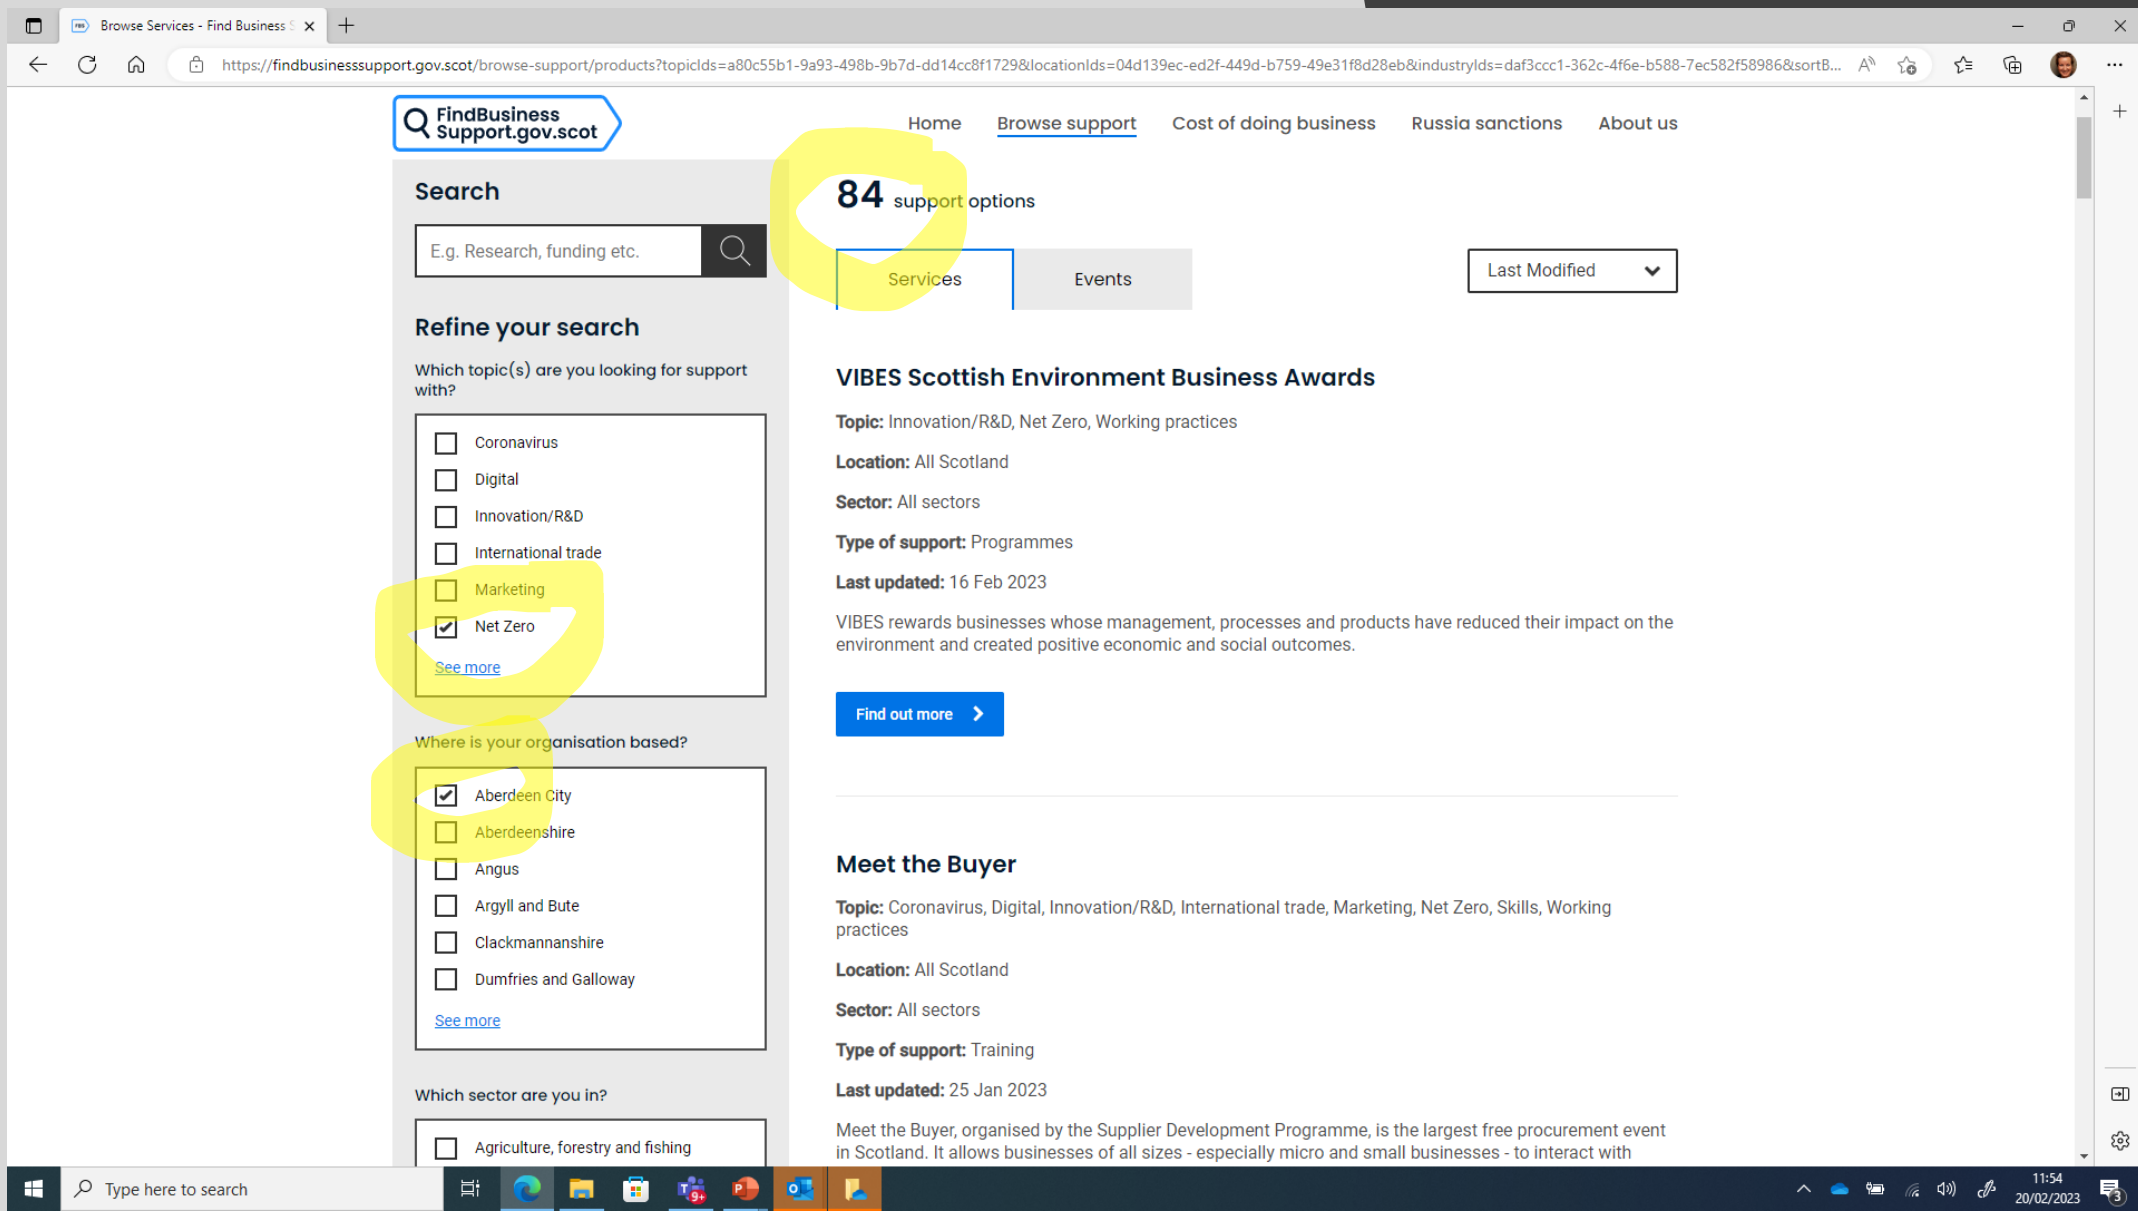 Browse Services - Find Business S
https://findbusinesssupport.gov.scot/browse-support/products?topicIds=a80c55b1-9a93-498b-9b7d-dd14cc8f1729&locationIds=04d139ec-ed2f-449d-b759-49e31f8d28eb&industryIds=daf3ccc1-362c-4f6e-b588-7ec582f58986&sortB...
FindBusiness
Support.gov.scot
Home Browse support Cost of doing business Russia sanctions About us
Search
E.g. Research, funding etc.
Refine your search
Which topic(s) are you looking for support
with?
Coronavirus
Digital
Innovation/R&D
International trade
Marketing
Net Zero
See more
Where is your organisation based?
Aberdeen City
Aberdeenshire
Angus
Argyll and Bute
Clackmannanshire
Dumfries and Galloway
See more
Which sector are you in?
Agriculture, forestry and fishing
84 support options
Services Events
Last Modified
VIBES Scottish Environment Business Awards
Topic: Innovation/R&D, Net Zero, Working practices
Location: All Scotland
Sector: All sectors
Type of support: Programmes
Last updated: 16 Feb 2023
VIBES rewards businesses whose management, processes and products have reduced their impact on the
environment and created positive economic and social outcomes.
Find out more
Meet the Buyer
Topic: Coronavirus, Digital, Innovation/R&D, International trade, Marketing, Net Zero, Skills, Working
practices
Location: All Scotland
Sector: All sectors
Type of support: Training
Last updated: 25 Jan 2023
Meet the Buyer, organised by the Supplier Development Programme, is the largest free procurement event
in Scotland. It allows businesses of all sizes - especially micro and small businesses - to interact with
Type here to search
9+
11:54
20/02/2023
3